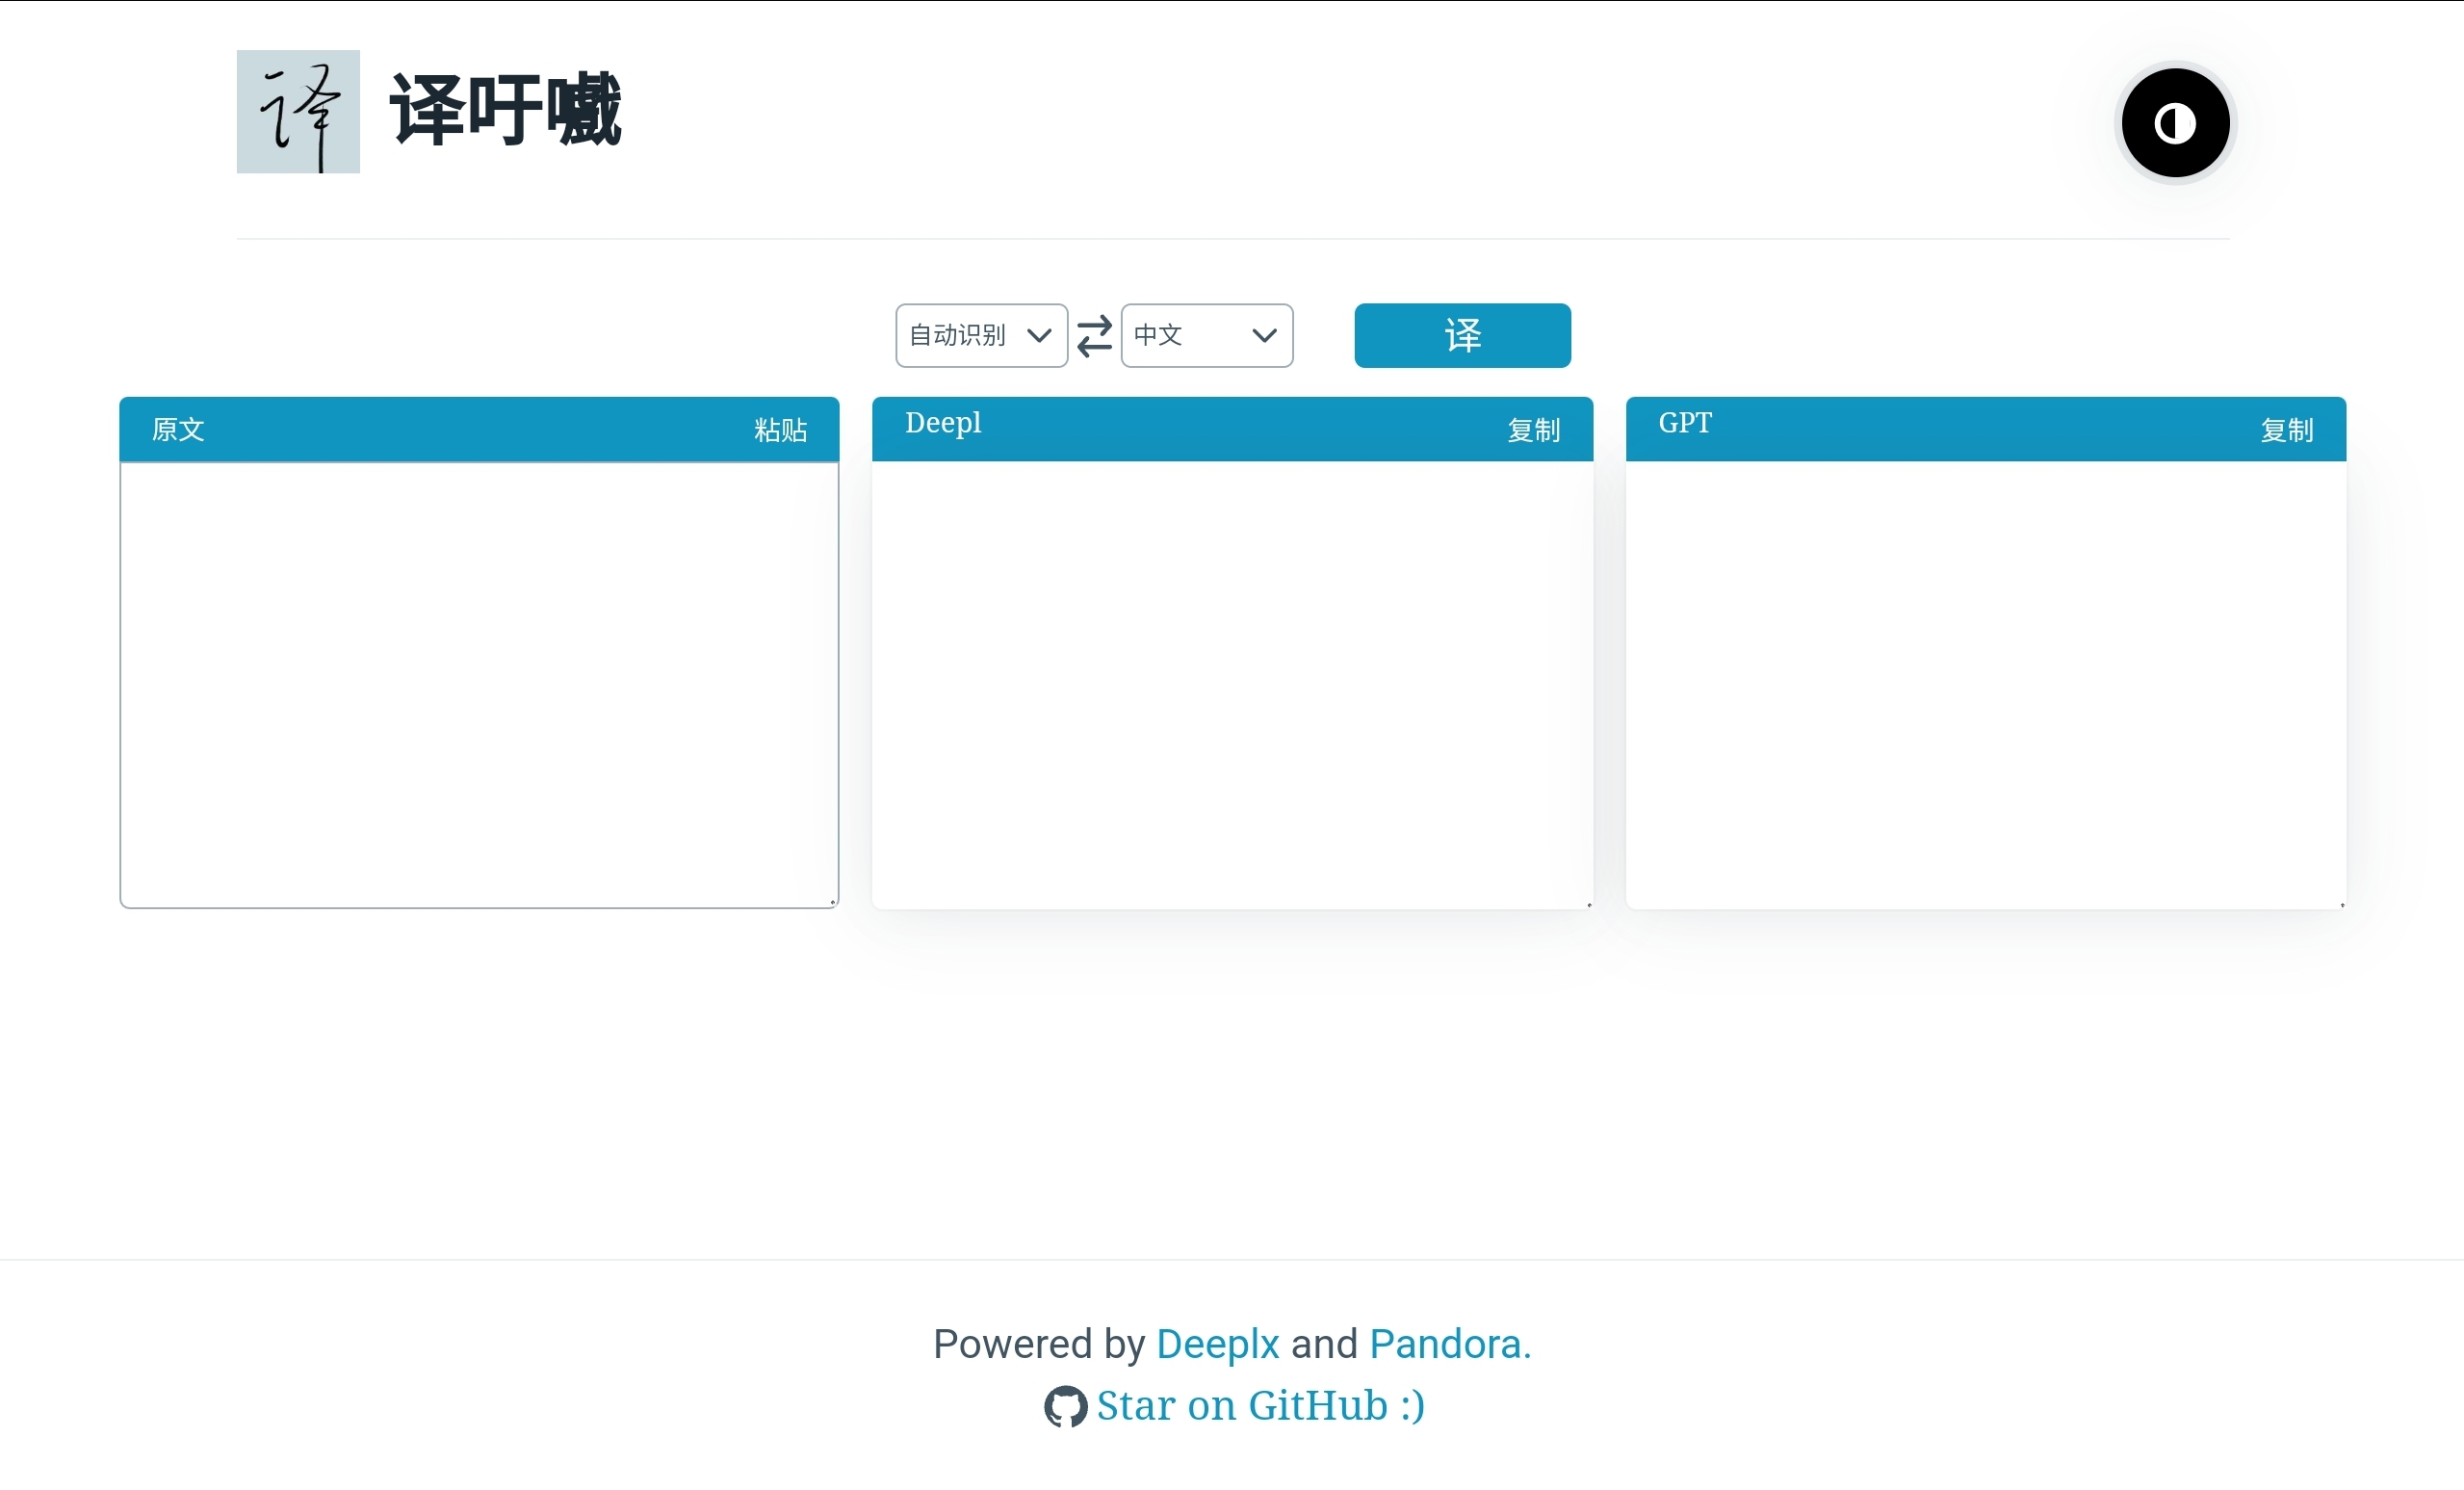 译
译吁嚱
自动识别 中文 译
原文 粘贴 Deepl 复制 GPT 复制
Powered by Deeplx and Pandora.
Star on GitHub :)